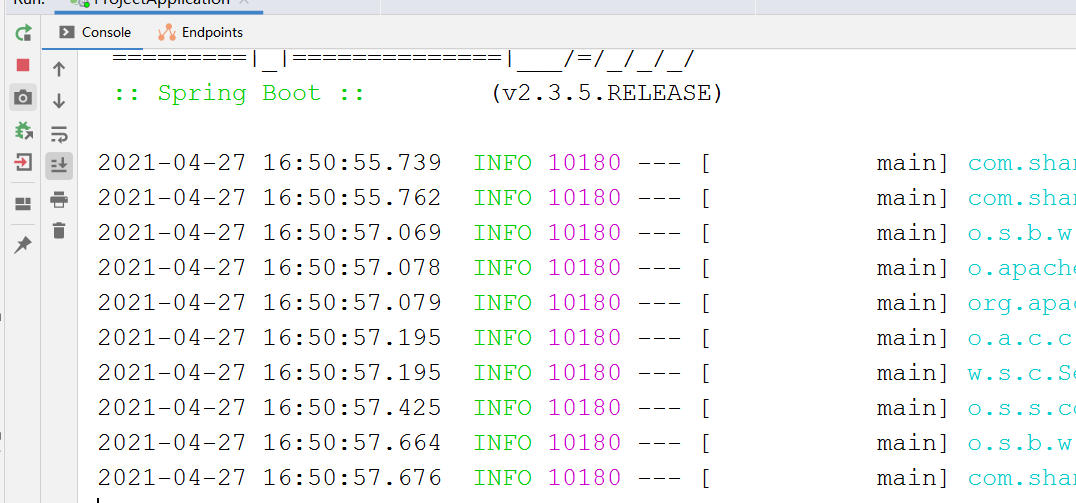 Run: ProjectApplication
Console Endpoints
=========|_|==============|___/=/_/_/_/
:: Spring Boot :: (v2.3.5.RELEASE)
2021-04-27 16:50:55.739 INFO 10180 --- [ main] com.shar
2021-04-27 16:50:55.762 INFO 10180 --- [ main] com.shar
2021-04-27 16:50:57.069 INFO 10180 --- [ main] o.s.b.w
2021-04-27 16:50:57.078 INFO 10180 --- [ main] o.apache
2021-04-27 16:50:57.079 INFO 10180 --- [ main] org.apac
2021-04-27 16:50:57.195 INFO 10180 --- [ main] o.a.c.c
2021-04-27 16:50:57.195 INFO 10180 --- [ main] w.s.c.Se
2021-04-27 16:50:57.425 INFO 10180 --- [ main] o.s.s.co
2021-04-27 16:50:57.664 INFO 10180 --- [ main] o.s.b.w
2021-04-27 16:50:57.676 INFO 10180 --- [ main] com.shar